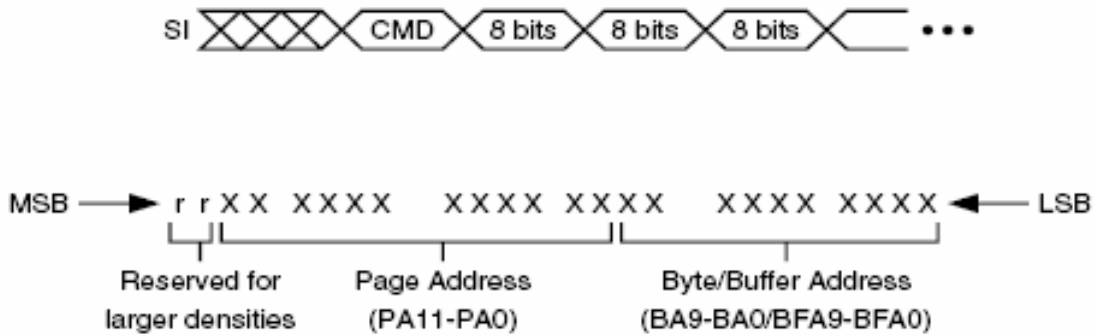 SI CMD 8 bits 8 bits 8 bits
MSB r r X X X X X X X X X X X X X X X X X X X X X X LSB
Reserved for Page Address Byte/Buffer Address
larger densities (PA11-PA0) (BA9-BA0/BFA9-BFA0)